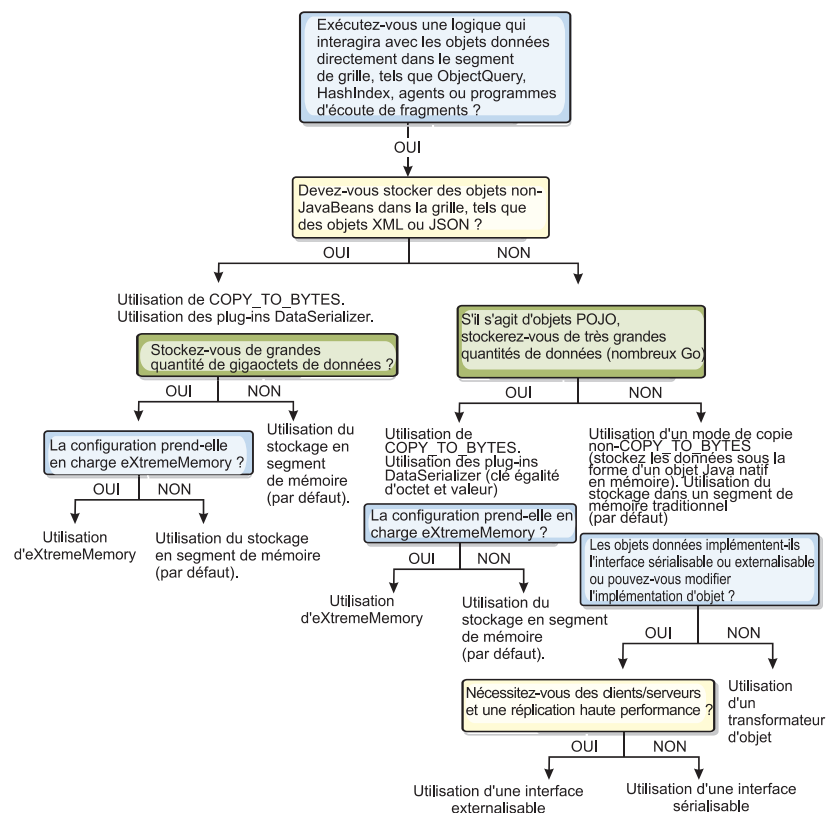 Exécutez-vous une logique qui
interagira avec les objets données
directement dans le segment
de grille, tels que ObjectQuery,
HashIndex, agents ou programmes
d'écoute de fragments ?
OUI
Devez-vous stocker des objets non-
JavaBeans dans la grille, tels que
des objets XML ou JSON ?
OUI
NON
Utilisation de COPY_TO_BYTES.
Utilisation des plug-ins DataSerializer.
Stockez-vous de grandes
quantité de gigaoctets de données ?
S'il s'agit d'objets POJO,
stockerez-vous de très grandes
quantités de données (nombreux Go)
OUI
NON
OUI
NON
La configuration prend-elle
en charge eXtremeMemory ?
Utilisation du
stockage en
segment
de mémoire
(par défaut).
Utilisation de
COPY_TO_BYTES.
Utilisation des plug-ins
DataSerializer (clé égalité
d'octet et valeur)
Utilisation d'un mode de copie
non-COPY_TO_BYTES
(stockez les données sous la
forme d'un objet Java natif
en mémoire). Utilisation du
stockage dans un segment de
mémoire traditionnel
(par défaut)
OUI
NON
Utilisation
d'eXtremeMemory
Utilisation du stockage
en segment de mémoire
(par défaut).
La configuration prend-elle en
charge eXtremeMemory ?
OUI
NON
Utilisation
d'eXtremeMemory
Utilisation du
stockage en segment
de mémoire
(par défaut).
Les objets données implémentent-ils
l'interface sérialisable ou externalisable
ou pouvez-vous modifier
l'implémentation d'objet ?
OUI
NON
Nécessitez-vous des clients/serveurs
et une réplication haute performance ?
Utilisation
d'un
transformateur
d'objet
OUI
NON
Utilisation d'une interface
externalisable
Utilisation d'une interface
sérialisable